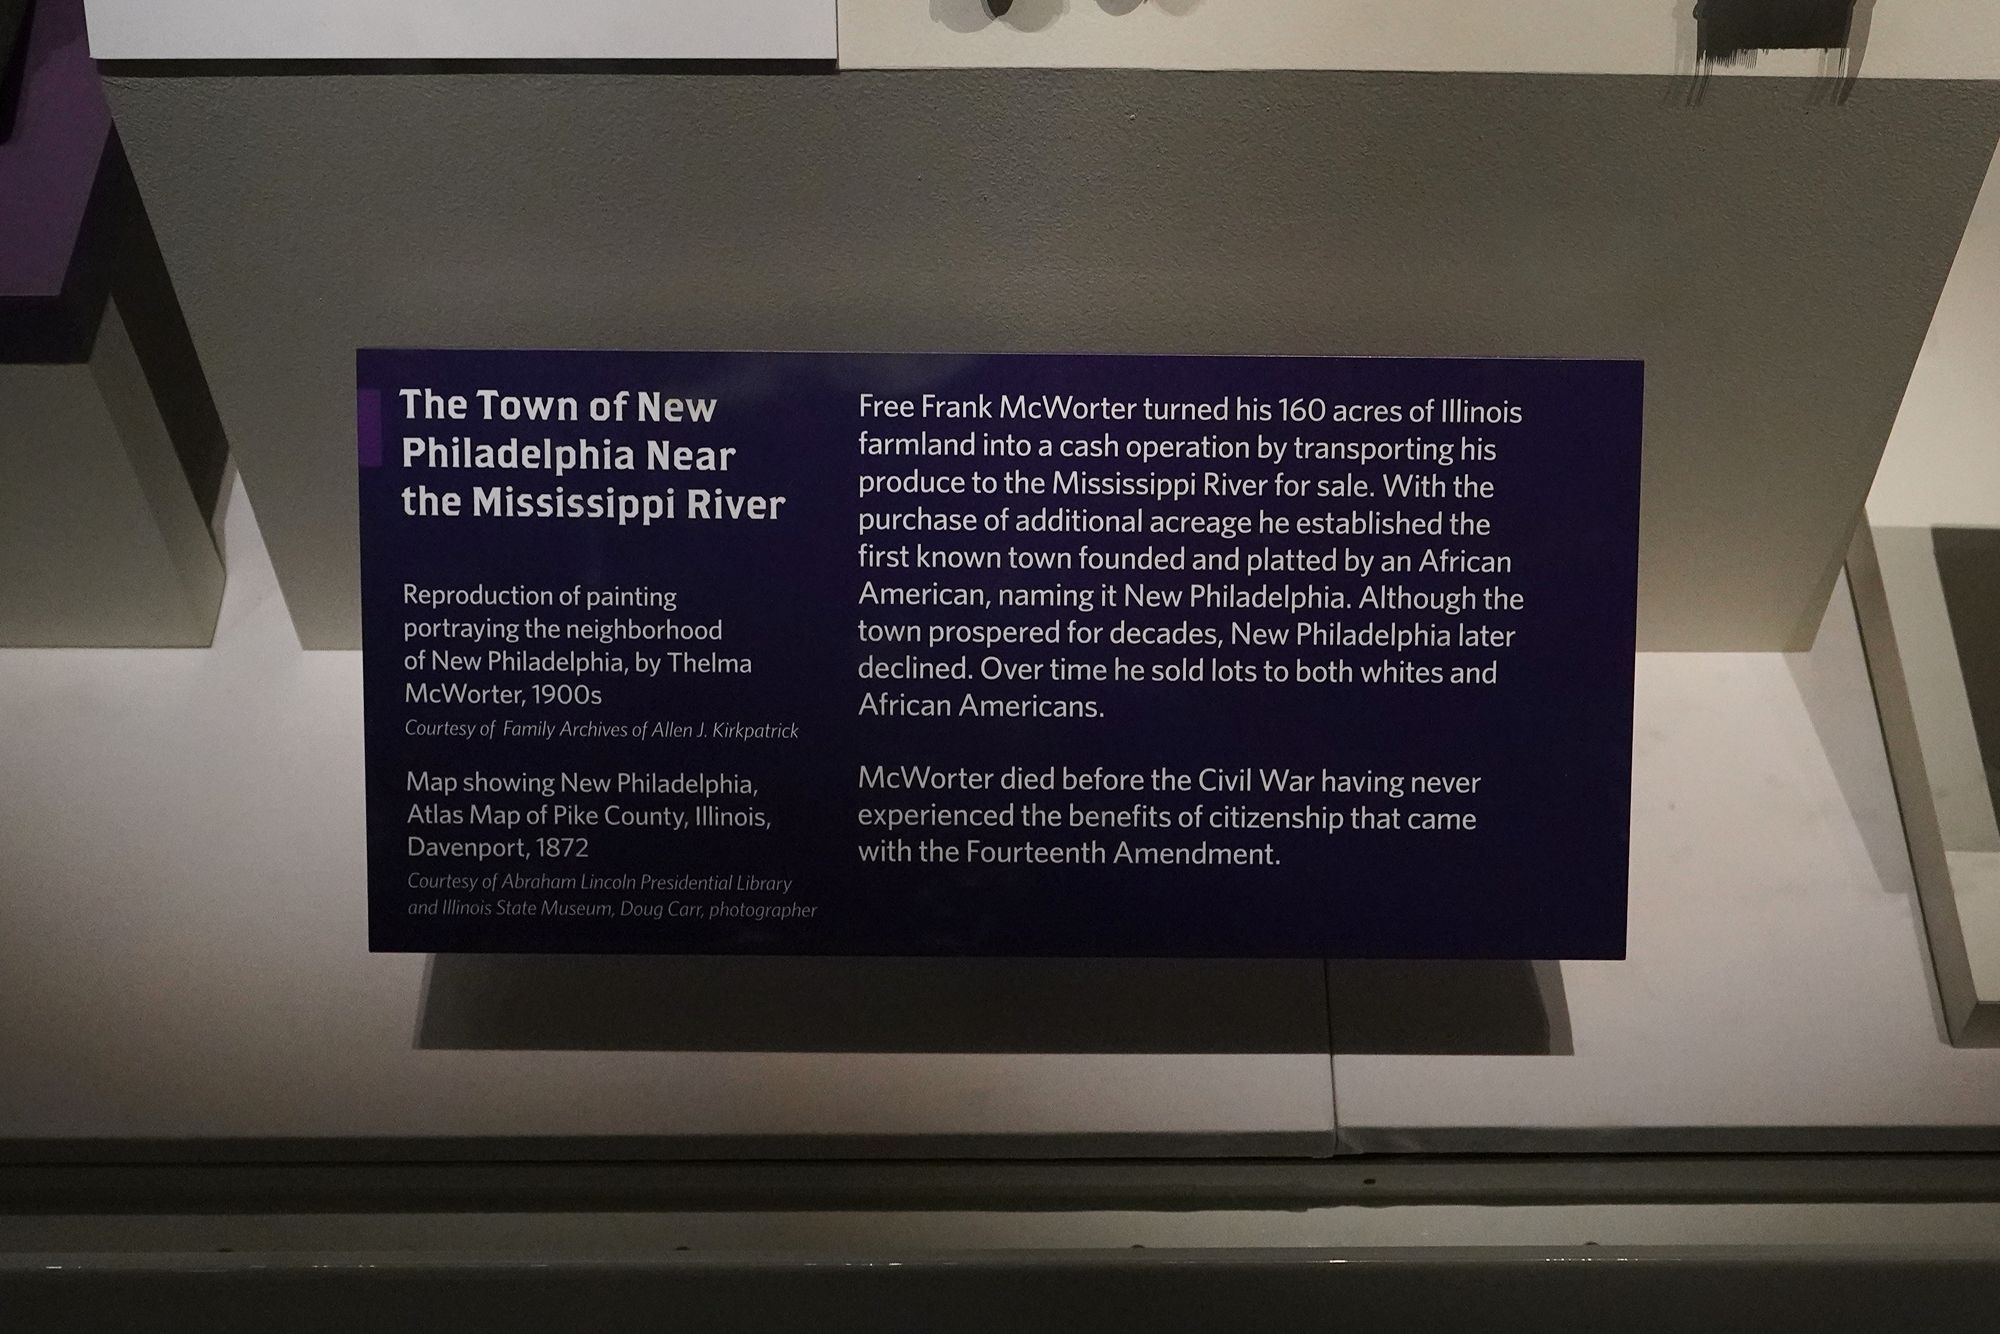 The Town of New
Philadelphia Near
the Mississippi River
Reproduction of painting
portraying the neighborhood
of New Philadelphia, by Thelma
McWorter, 1900s
Courtesy of Family Archives of Allen J. Kirkpatrick
Map showing New Philadelphia,
Atlas Map of Pike County, Illinois,
Davenport, 1872
Courtesy of Abraham Lincoln Presidential Library
and Illinois State Museum, Doug Carr, photographer
Free Frank McWorter turned his 160 acres of Illinois
farmland into a cash operation by transporting his
produce to the Mississippi River for sale. With the
purchase of additional acreage he established the
first known town founded and platted by an African
American, naming it New Philadelphia. Although the
town prospered for decades, New Philadelphia later
declined. Over time he sold lots to both whites and
African Americans.
McWorter died before the Civil War having never
experienced the benefits of citizenship that came
with the Fourteenth Amendment.